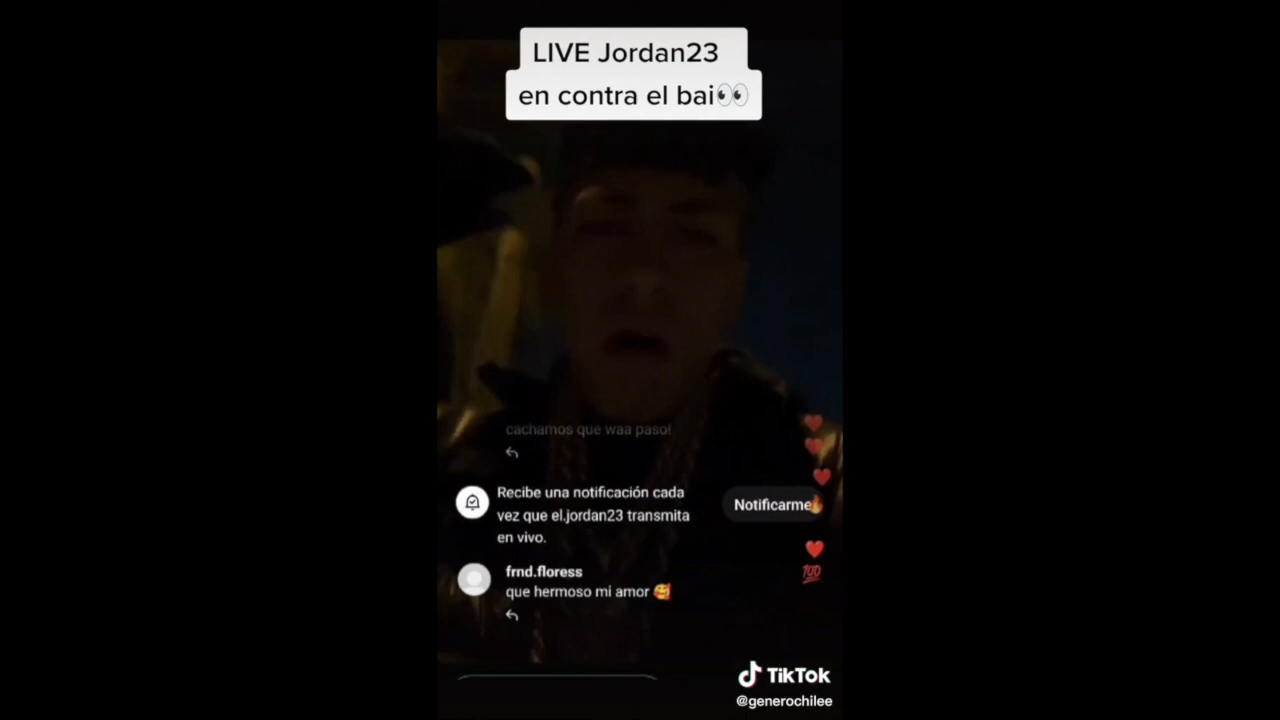 LIVE Jordan23
en contra el bai👀
cachamos que waa paso!
Recibe una notificación cada
vez que el.jordan23 transmita
en vivo.
Notificarme
frnd.floress
que hermoso mi amor 🥰
💯
TikTok
@generochilee